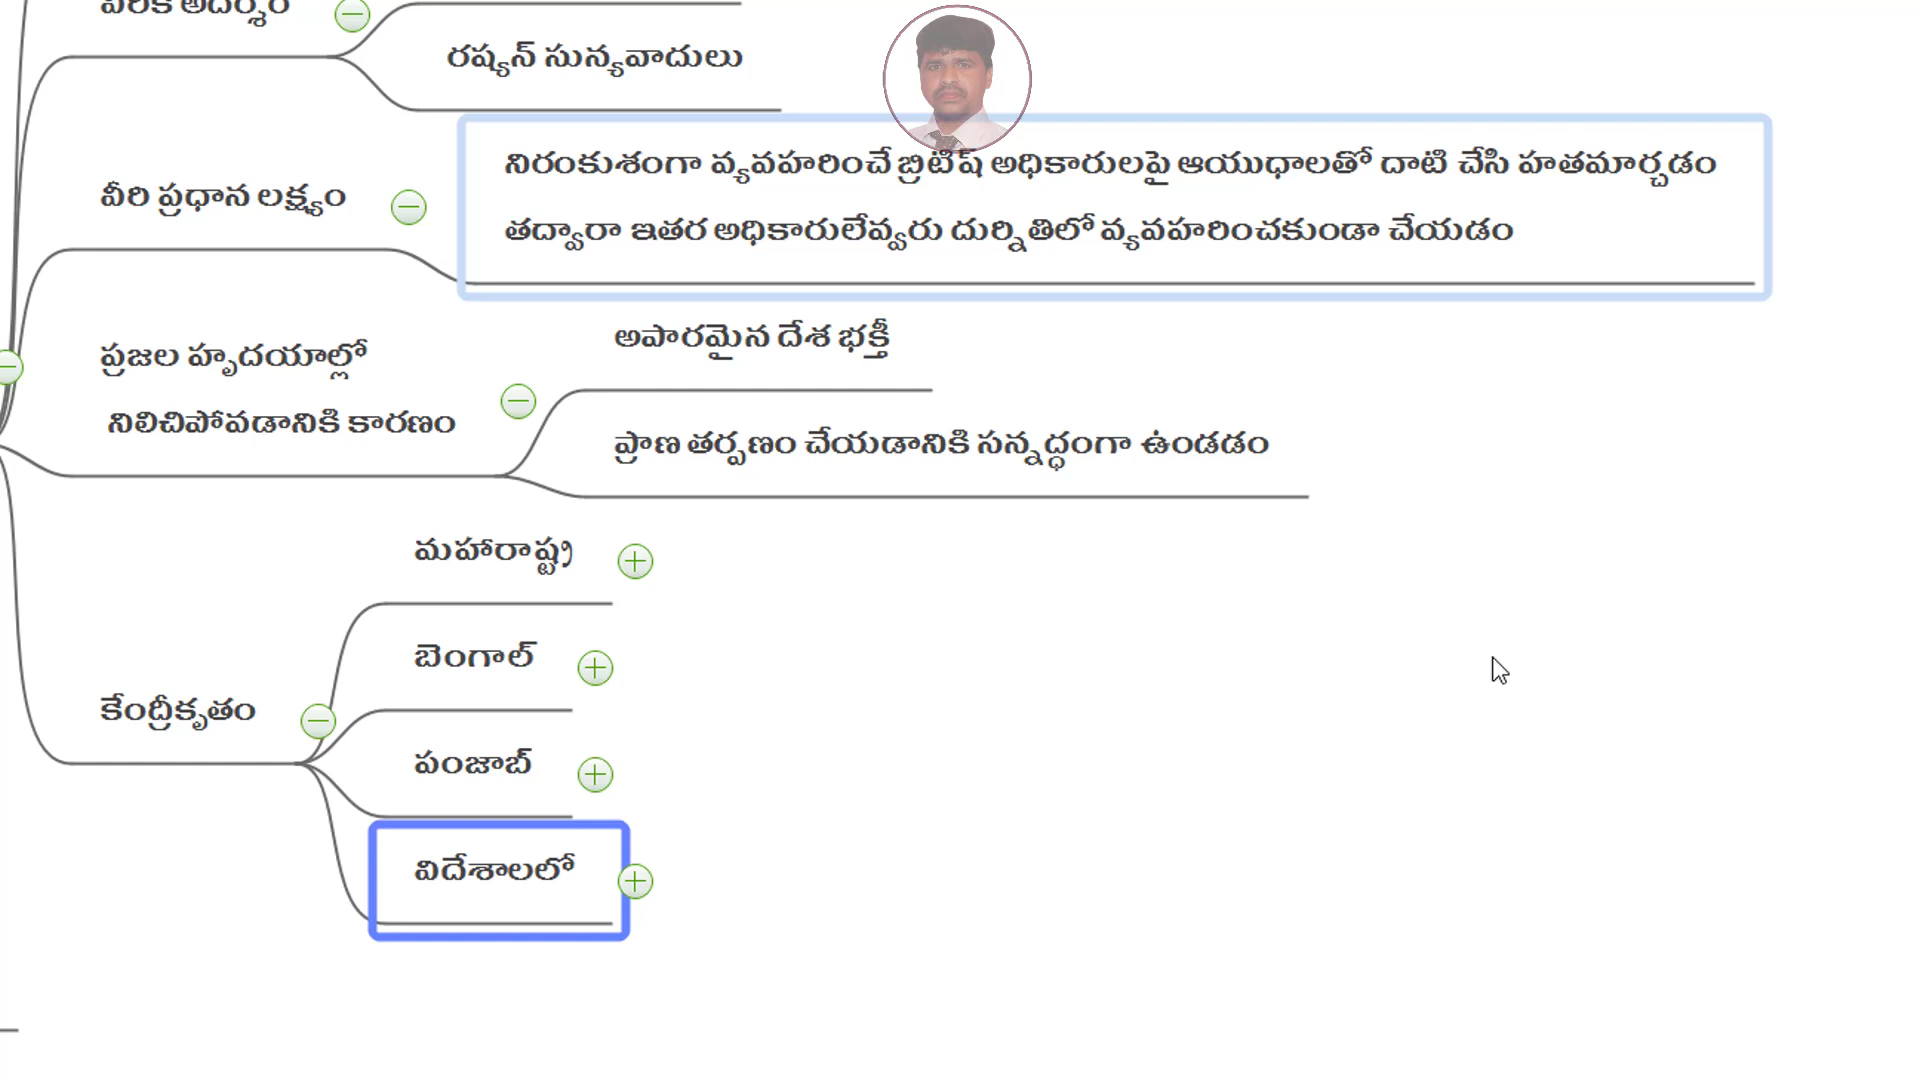 వీరికి ఆదర్శం
రష్యన్ సున్యవాదులు
వీరి ప్రధాన లక్ష్యం
నిరంకుశంగా వ్యవహరించే బ్రిటిష్ అధికారులపై ఆయుధాలతో దాటి చేసి హతమార్చడం
తద్వారా ఇతర అధికారులేవ్వరు దుర్నితిలో వ్యవహరించకుండా చేయడం
ప్రజల హృదయాల్లో
నిలిచిపోవడానికి కారణం
అపారమైన దేశ భక్తీ
ప్రాణ తర్పణం చేయడానికి సన్నద్ధంగా ఉండడం
కేంద్రీకృతం
మహారాష్ట్ర
బెంగాల్
పంజాబ్
విదేశాలలో